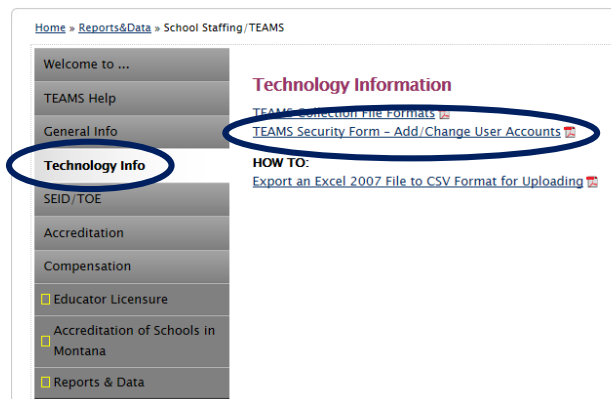 Home » Reports&Data » School Staffing/TEAMS
Welcome to ...
TEAMS Help
General Info
Technology Info
SEID/TOE
Accreditation
Compensation
Educator Licensure
Accreditation of Schools in
Montana
Reports & Data
Technology Information
TEAMS Collection File Formats
TEAMS Security Form – Add/Change User Accounts
HOW TO:
Export an Excel 2007 File to CSV Format for Uploading